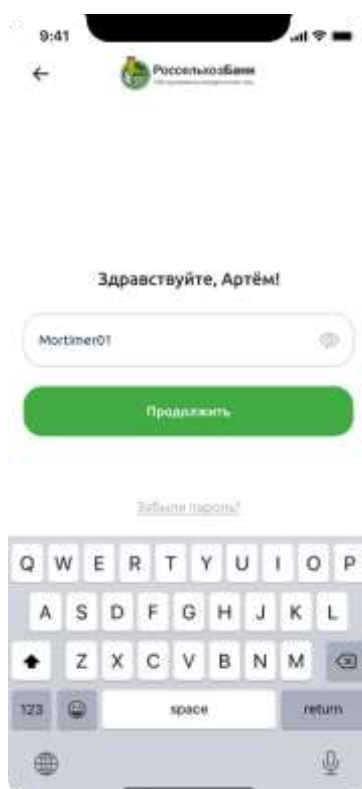 9:41
РоссельхозБанк
Здравствуйте, Артём!
Mortimer01
Продолжить
Забыли пароль?
Q W E R T Y U I O P
A S D F G H J K L
Z X C V B N M
123 space return